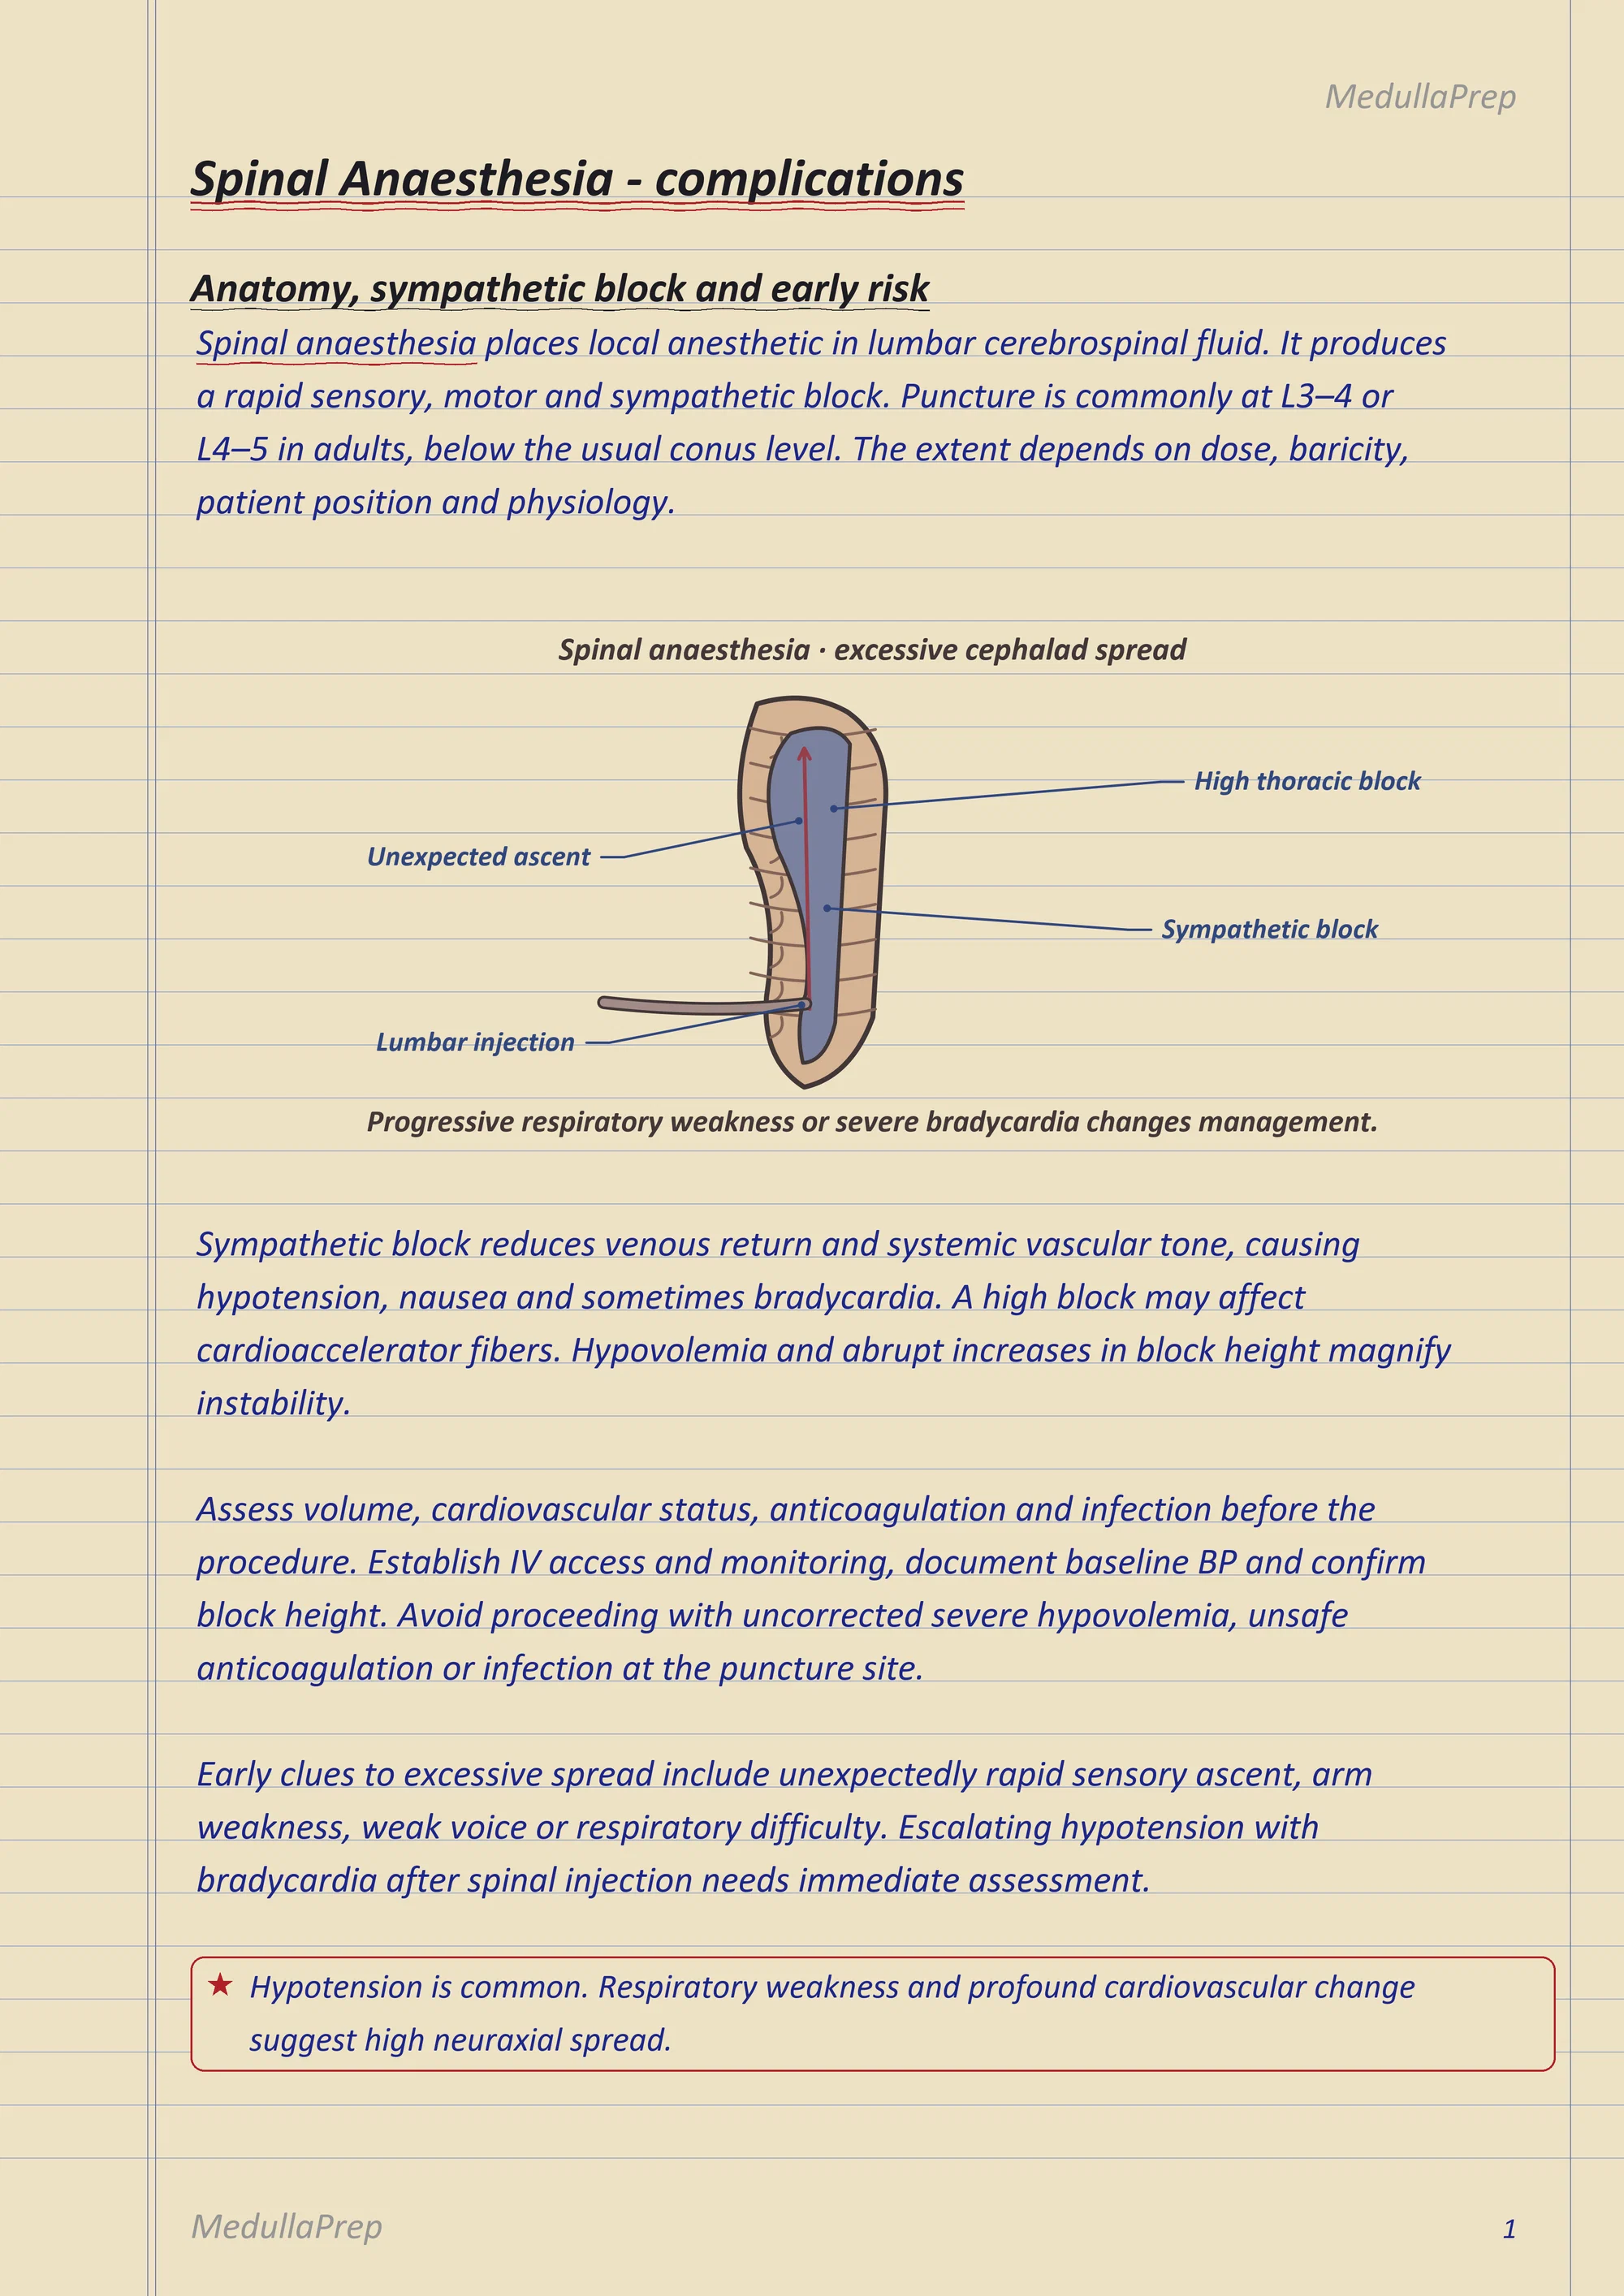 MedullaPrep
Spinal Anaesthesia - complications
Anatomy, sympathetic block and early risk
Spinal anaesthesia places local anesthetic in lumbar cerebrospinal fluid. It produces
a rapid sensory, motor and sympathetic block. Puncture is commonly at L3–4 or
L4–5 in adults, below the usual conus level. The extent depends on dose, baricity,
patient position and physiology.
Spinal anaesthesia · excessive cephalad spread
High thoracic block
Unexpected ascent
Sympathetic block
Lumbar injection
Progressive respiratory weakness or severe bradycardia changes management.
Sympathetic block reduces venous return and systemic vascular tone, causing
hypotension, nausea and sometimes bradycardia. A high block may affect
cardioaccelerator fibers. Hypovolemia and abrupt increases in block height magnify
instability.
Assess volume, cardiovascular status, anticoagulation and infection before the
procedure. Establish IV access and monitoring, document baseline BP and confirm
block height. Avoid proceeding with uncorrected severe hypovolemia, unsafe
anticoagulation or infection at the puncture site.
Early clues to excessive spread include unexpectedly rapid sensory ascent, arm
weakness, weak voice or respiratory difficulty. Escalating hypotension with
bradycardia after spinal injection needs immediate assessment.
★ Hypotension is common. Respiratory weakness and profound cardiovascular change
suggest high neuraxial spread.
MedullaPrep
1